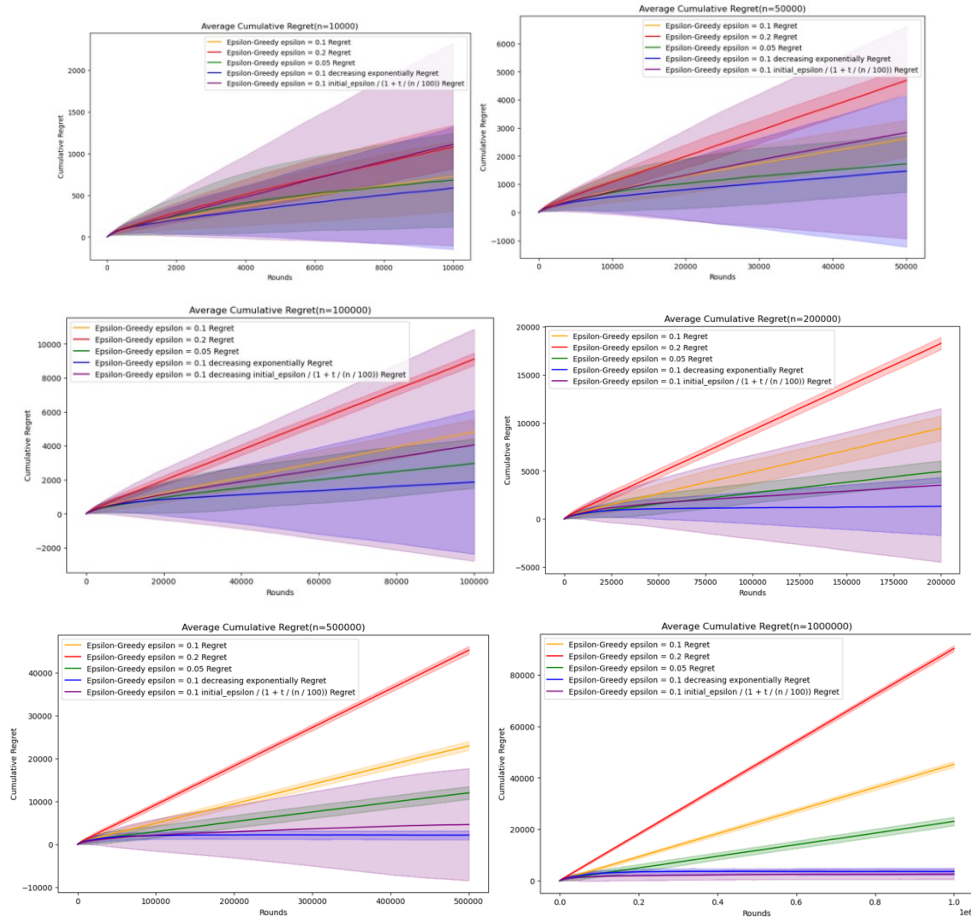 Average Cumulative Regret(n=10000)
Epsilon-Greedy epsilon = 0.1 Regret
Epsilon-Greedy epsilon = 0.2 Regret
Epsilon-Greedy epsilon = 0.05 Regret
Epsilon-Greedy epsilon = 0.1 decreasing exponentially Regret
Epsilon-Greedy epsilon = 0.1 initial_epsilon / (1 + t / (n / 100)) Regret
Cumulative Regret
2000
1500
1000
500
0
0 2000 4000 6000 8000 10000
Rounds
Average Cumulative Regret(n=50000)
Epsilon-Greedy epsilon = 0.1 Regret
Epsilon-Greedy epsilon = 0.2 Regret
Epsilon-Greedy epsilon = 0.05 Regret
Epsilon-Greedy epsilon = 0.1 decreasing exponentially Regret
Epsilon-Greedy epsilon = 0.1 initial_epsilon / (1 + t / (n / 100)) Regret
Cumulative Regret
6000
5000
4000
3000
2000
1000
0
−1000
0 10000 20000 30000 40000 50000
Rounds
Average Cumulative Regret(n=100000)
Epsilon-Greedy epsilon = 0.1 Regret
Epsilon-Greedy epsilon = 0.2 Regret
Epsilon-Greedy epsilon = 0.05 Regret
Epsilon-Greedy epsilon = 0.1 decreasing exponentially Regret
Epsilon-Greedy epsilon = 0.1 decreasing initial_epsilon / (1 + t / (n / 100)) Regret
Cumulative Regret
10000
8000
6000
4000
2000
0
−2000
0 20000 40000 60000 80000 100000
Rounds
Average Cumulative Regret(n=200000)
Epsilon-Greedy epsilon = 0.1 Regret
Epsilon-Greedy epsilon = 0.2 Regret
Epsilon-Greedy epsilon = 0.05 Regret
Epsilon-Greedy epsilon = 0.1 decreasing exponentially Regret
Epsilon-Greedy epsilon = 0.1 initial_epsilon / (1 + t / (n / 100)) Regret
Cumulative Regret
20000
15000
10000
5000
0
−5000
0 25000 50000 75000 100000 125000 150000 175000 200000
Rounds
Average Cumulative Regret(n=500000)
Epsilon-Greedy epsilon = 0.1 Regret
Epsilon-Greedy epsilon = 0.2 Regret
Epsilon-Greedy epsilon = 0.05 Regret
Epsilon-Greedy epsilon = 0.1 decreasing exponentially Regret
Epsilon-Greedy epsilon = 0.1 initial_epsilon / (1 + t / (n / 100)) Regret
Cumulative Regret
40000
30000
20000
10000
0
−10000
0 100000 200000 300000 400000 500000
Rounds
Average Cumulative Regret(n=1000000)
Epsilon-Greedy epsilon = 0.1 Regret
Epsilon-Greedy epsilon = 0.2 Regret
Epsilon-Greedy epsilon = 0.05 Regret
Epsilon-Greedy epsilon = 0.1 decreasing exponentially Regret
Epsilon-Greedy epsilon = 0.1 initial_epsilon / (1 + t / (n / 100)) Regret
Cumulative Regret
80000
60000
40000
20000
0
0.0 0.2 0.4 0.6 0.8 1.0
Rounds